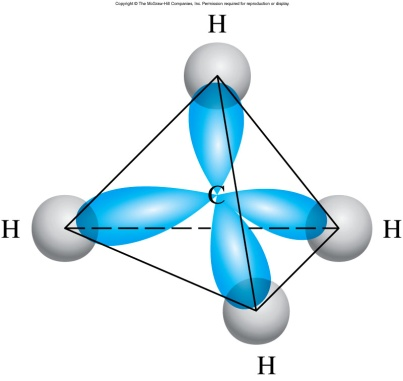 Copyright © The McGraw-Hill Companies, Inc. Permission required for reproduction or display.
H
C
H
H
H